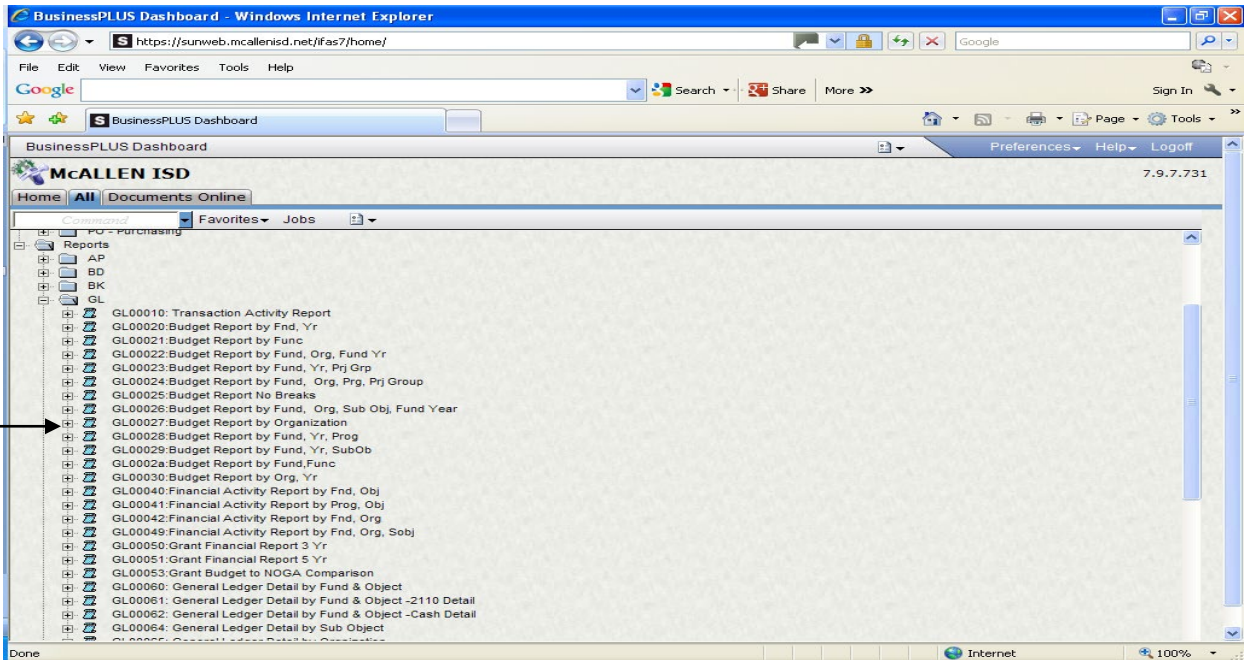 BusinessPLUS Dashboard - Windows Internet Explorer
S https://sunweb.mcallenisd.net/ifas7/home/ Google
File Edit View Favorites Tools Help
Google Search Share More >> Sign In
S BusinessPLUS Dashboard Page Tools >>
BusinessPLUS Dashboard Preferences Help Logoff
McALLEN ISD 7.9.7.731
Home All Documents Online
Command Favorites Jobs
PO - Purchasing
Reports
AP
BD
BK
GL
GL00010: Transaction Activity Report
GL00020:Budget Report by Fnd, Yr
GL00021:Budget Report by Func
GL00022:Budget Report by Fund, Org, Fund Yr
GL00023:Budget Report by Fund, Yr, Prj Grp
GL00024:Budget Report by Fund, Org, Prg, Prj Group
GL00025:Budget Report No Breaks
GL00026:Budget Report by Fund, Org, Sub Obj, Fund Year
GL00027:Budget Report by Organization
GL00028:Budget Report by Fund, Yr, Prog
GL00029:Budget Report by Fund, Yr, SubOb
GL0002a:Budget Report by Fund,Func
GL00030:Budget Report by Org, Yr
GL00040:Financial Activity Report by Fnd, Obj
GL00041:Financial Activity Report by Prog, Obj
GL00042:Financial Activity Report by Fnd, Org
GL00049:Financial Activity Report by Fnd, Org, Sobj
GL00050:Grant Financial Report 3 Yr
GL00051:Grant Financial Report 5 Yr
GL00053:Grant Budget to NOGA Comparison
GL00060: General Ledger Detail by Fund & Object
GL00061: General Ledger Detail by Fund & Object -2110 Detail
GL00062: General Ledger Detail by Fund & Object -Cash Detail
GL00064: General Ledger Detail by Sub Object
Done Internet 100%